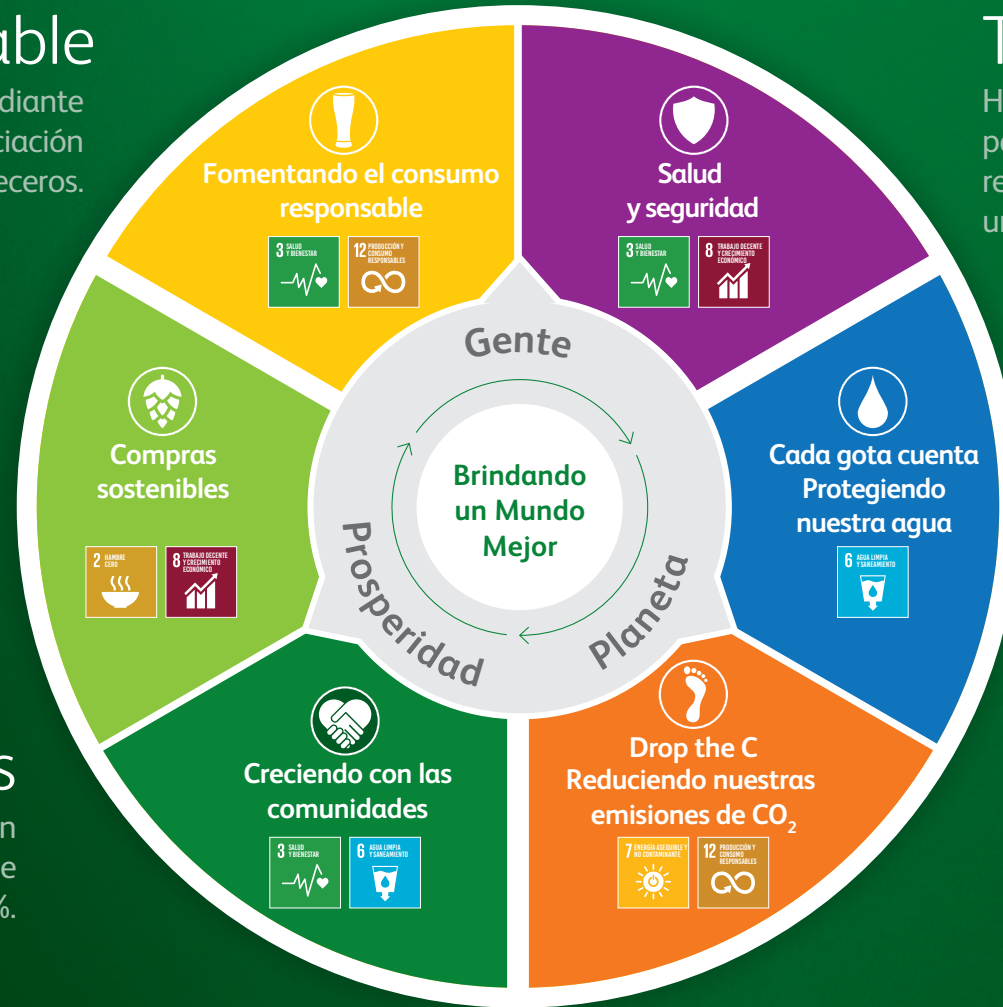 able
diante
ciación
eceros.
T
H
p
re
un
Fomentando el consumo
responsable
3 SALUD
Y BIENESTAR
12 PRODUCCIÓN Y
CONSUMO
RESPONSABLES
Salud
y seguridad
3 SALUD
Y BIENESTAR
8 TRABAJO DECENTE
Y CRECIMIENTO
ECONÓMICO
Gente
Compras
sostenibles
2 HAMBRE
CERO
8 TRABAJO DECENTE
Y CRECIMIENTO
ECONÓMICO
Brindando
un Mundo
Mejor
Cada gota cuenta
Protegiendo
nuestra agua
6 AGUA LIMPIA
Y SANEAMIENTO
Prosperidad
Planeta
s
n
e
%.
Creciendo con las
comunidades
3 SALUD
Y BIENESTAR
6 AGUA LIMPIA
Y SANEAMIENTO
Drop the C
Reduciendo nuestras
emisiones de CO₂
7 ENERGÍA ASEQUIBLE Y
NO CONTAMINANTE
12 PRODUCCIÓN Y
CONSUMO
RESPONSABLES